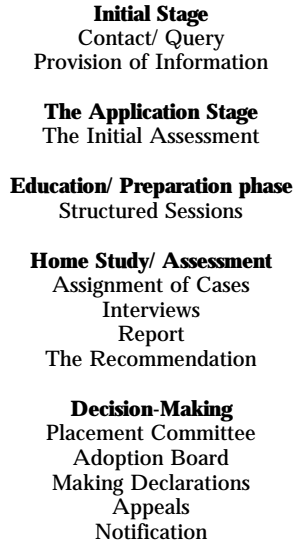 Initial Stage
Contact/ Query
Provision of Information
The Application Stage
The Initial Assessment
Education/ Preparation phase
Structured Sessions
Home Study/ Assessment
Assignment of Cases
Interviews
Report
The Recommendation
Decision-Making
Placement Committee
Adoption Board
Making Declarations
Appeals
Notification